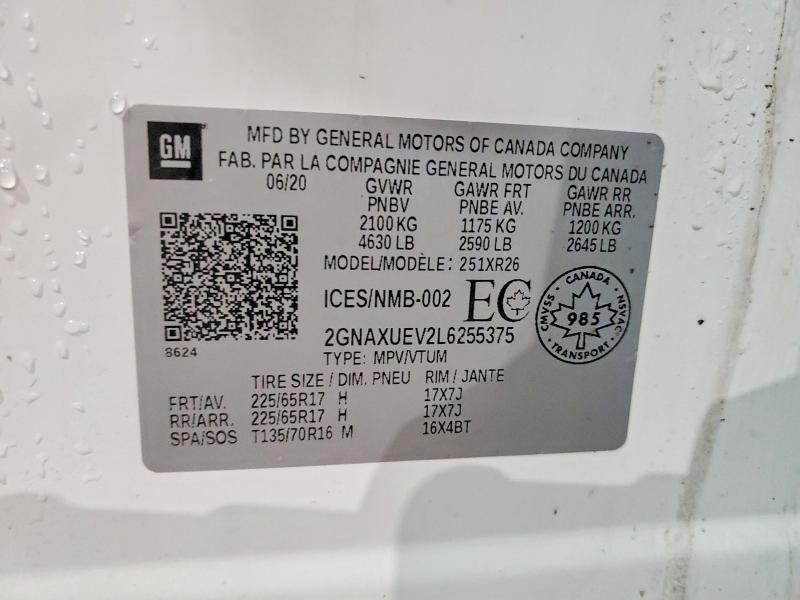 GM
MFD BY GENERAL MOTORS OF CANADA COMPANY
FAB. PAR LA COMPAGNIE GENERAL MOTORS DU CANADA
06/20 GVWR GAWR FRT GAWR RR
PNBV PNBE AV. PNBE ARR.
2100 KG 1175 KG 1200 KG
4630 LB 2590 LB 2645 LB
MODEL/MODÈLE: 251XR26
ICES/NMB-002 EC
CANADA
CMVSS 985 NSVAC
TRANSPORT
2GNAXUEV2L6255375
8624
TYPE: MPV/VTUM
TIRE SIZE / DIM. PNEU RIM / JANTE
FRT/AV. 225/65R17 H 17X7J
RR/ARR. 225/65R17 H 17X7J
SPA/SOS T135/70R16 M 16X4BT